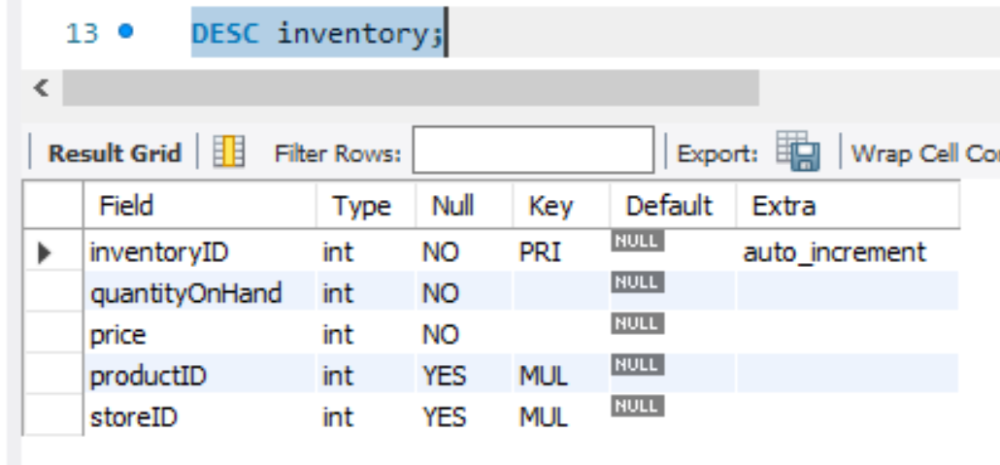 13 DESC inventory;
Result Grid Filter Rows: Export: Wrap Cell Co
Field Type Null Key Default Extra
inventoryID int NO PRI NULL auto_increment
quantityOnHand int NO NULL
price int NO NULL
productID int YES MUL NULL
storeID int YES MUL NULL